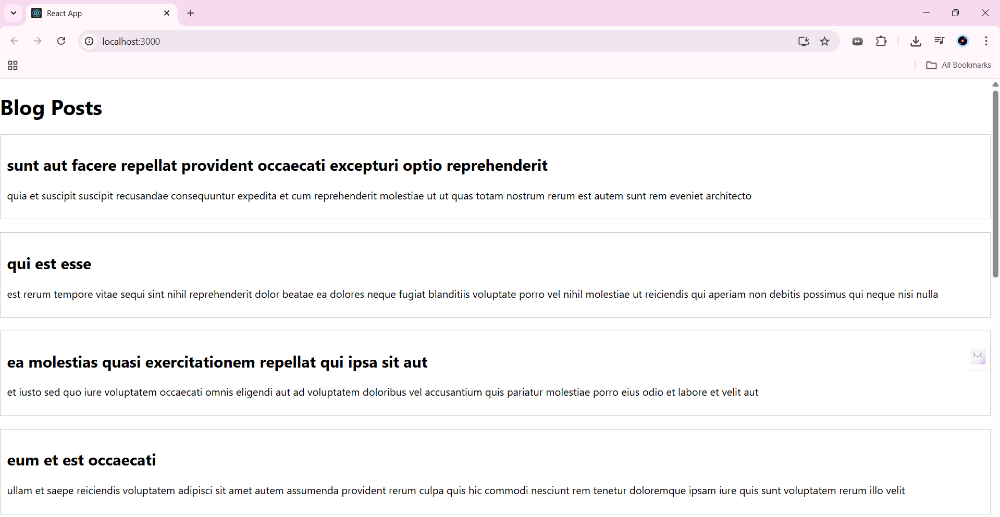 React App
localhost:3000
All Bookmarks
Blog Posts
sunt aut facere repellat provident occaecati excepturi optio reprehenderit
quia et suscipit suscipit recusandae consequuntur expedita et cum reprehenderit molestiae ut ut quas totam nostrum rerum est autem sunt rem eveniet architecto
qui est esse
est rerum tempore vitae sequi sint nihil reprehenderit dolor beatae ea dolores neque fugiat blanditiis voluptate porro vel nihil molestiae ut reiciendis qui aperiam non debitis possimus qui neque nisi nulla
ea molestias quasi exercitationem repellat qui ipsa sit aut
et iusto sed quo iure voluptatem occaecati omnis eligendi aut ad voluptatem doloribus vel accusantium quis pariatur molestiae porro eius odio et labore et velit aut
eum et est occaecati
ullam et saepe reiciendis voluptatem adipisci sit amet autem assumenda provident rerum culpa quis hic commodi nesciunt rem tenetur doloremque ipsam iure quis sunt voluptatem rerum illo velit